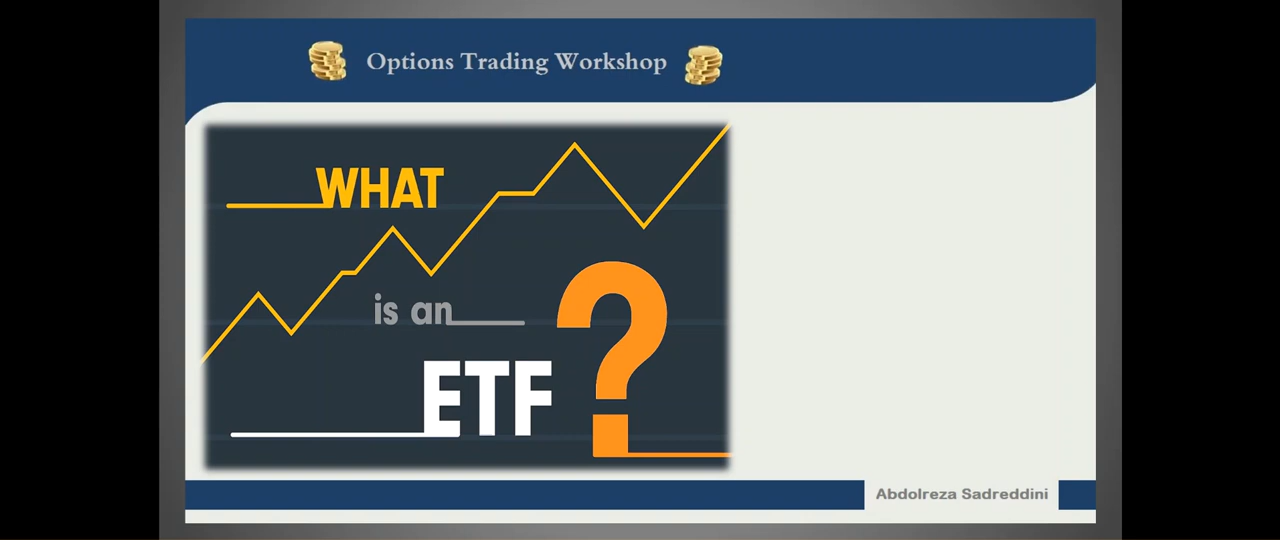 Options Trading Workshop
WHAT
is an
ETF
?
Abdolreza Sadreddini